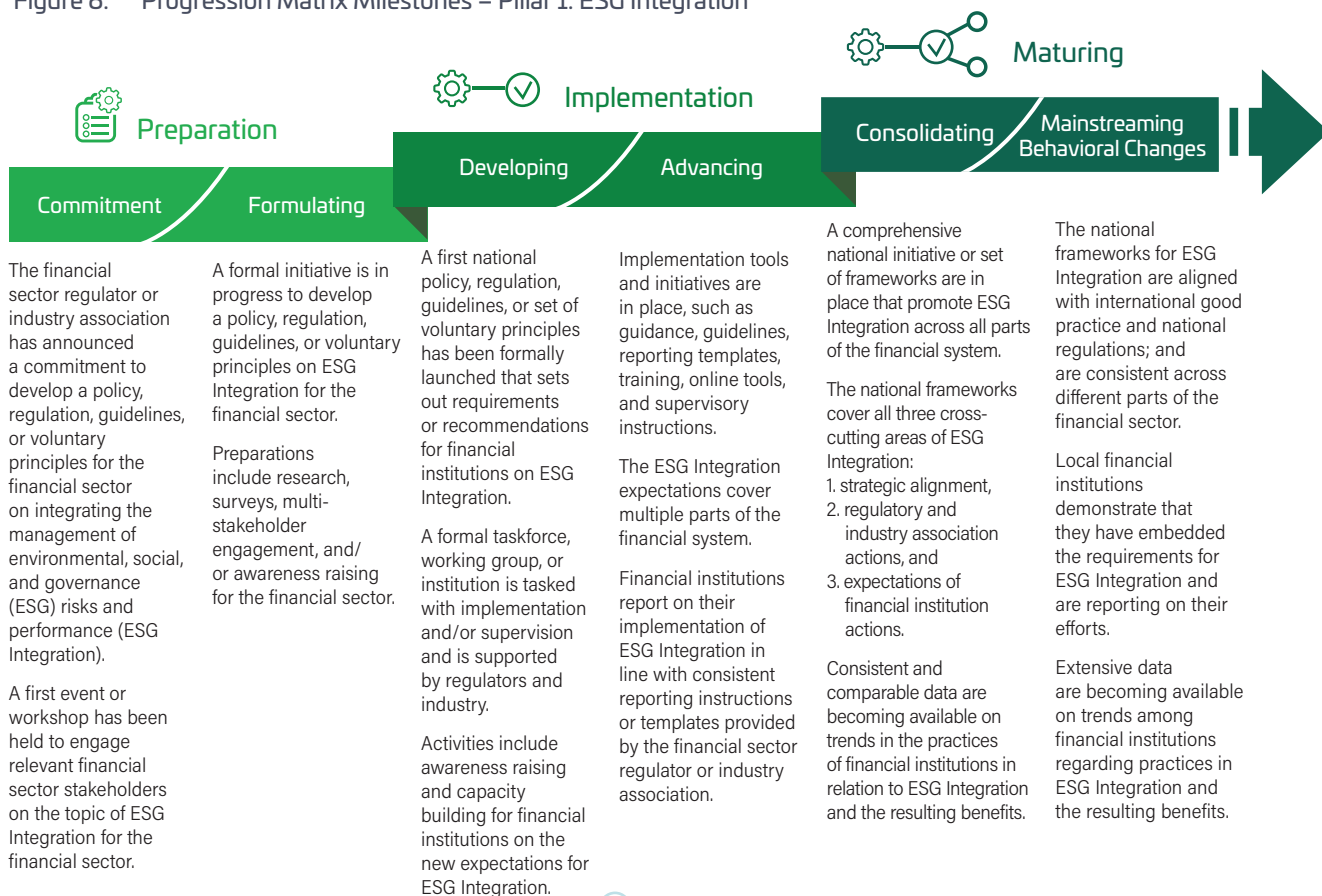 Figure 6. Progression Matrix Milestones – Pillar 1: ESG Integration
Preparation
Commitment
Formulating
The financial
sector regulator or
industry association
has announced
a commitment to
develop a policy,
regulation, guidelines,
or voluntary
principles for the
financial sector
on integrating the
management of
environmental, social,
and governance
(ESG) risks and
performance (ESG
Integration).
A first event or
workshop has been
held to engage
relevant financial
sector stakeholders
on the topic of ESG
Integration for the
financial sector.
A formal initiative is in
progress to develop
a policy, regulation,
guidelines, or voluntary
principles on ESG
Integration for the
financial sector.
Preparations
include research,
surveys, multi-
stakeholder
engagement, and/
or awareness raising
for the financial sector.
Implementation
Developing
Advancing
A first national
policy, regulation,
guidelines, or set of
voluntary principles
has been formally
launched that sets
out requirements
or recommendations
for financial
institutions on ESG
Integration.
A formal taskforce,
working group, or
institution is tasked
with implementation
and/or supervision
and is supported
by regulators and
industry.
Activities include
awareness raising
and capacity
building for financial
institutions on the
new expectations for
ESG Integration.
Implementation tools
and initiatives are
in place, such as
guidance, guidelines,
reporting templates,
training, online tools,
and supervisory
instructions.
The ESG Integration
expectations cover
multiple parts of the
financial system.
Financial institutions
report on their
implementation of
ESG Integration in
line with consistent
reporting instructions
or templates provided
by the financial sector
regulator or industry
association.
Maturing
Consolidating
Mainstreaming
Behavioral Changes
A comprehensive
national initiative or set
of frameworks are in
place that promote ESG
Integration across all parts
of the financial system.
The national frameworks
cover all three cross-
cutting areas of ESG
Integration:
1. strategic alignment,
2. regulatory and
industry association
actions, and
3. expectations of
financial institution
actions.
Consistent and
comparable data are
becoming available on
trends in the practices
of financial institutions in
relation to ESG Integration
and the resulting benefits.
The national
frameworks for ESG
Integration are aligned
with international good
practice and national
regulations; and
are consistent across
different parts of the
financial sector.
Local financial
institutions
demonstrate that
they have embedded
the requirements for
ESG Integration and
are reporting on their
efforts.
Extensive data
are becoming available
on trends among
financial institutions
regarding practices in
ESG Integration and
the resulting benefits.